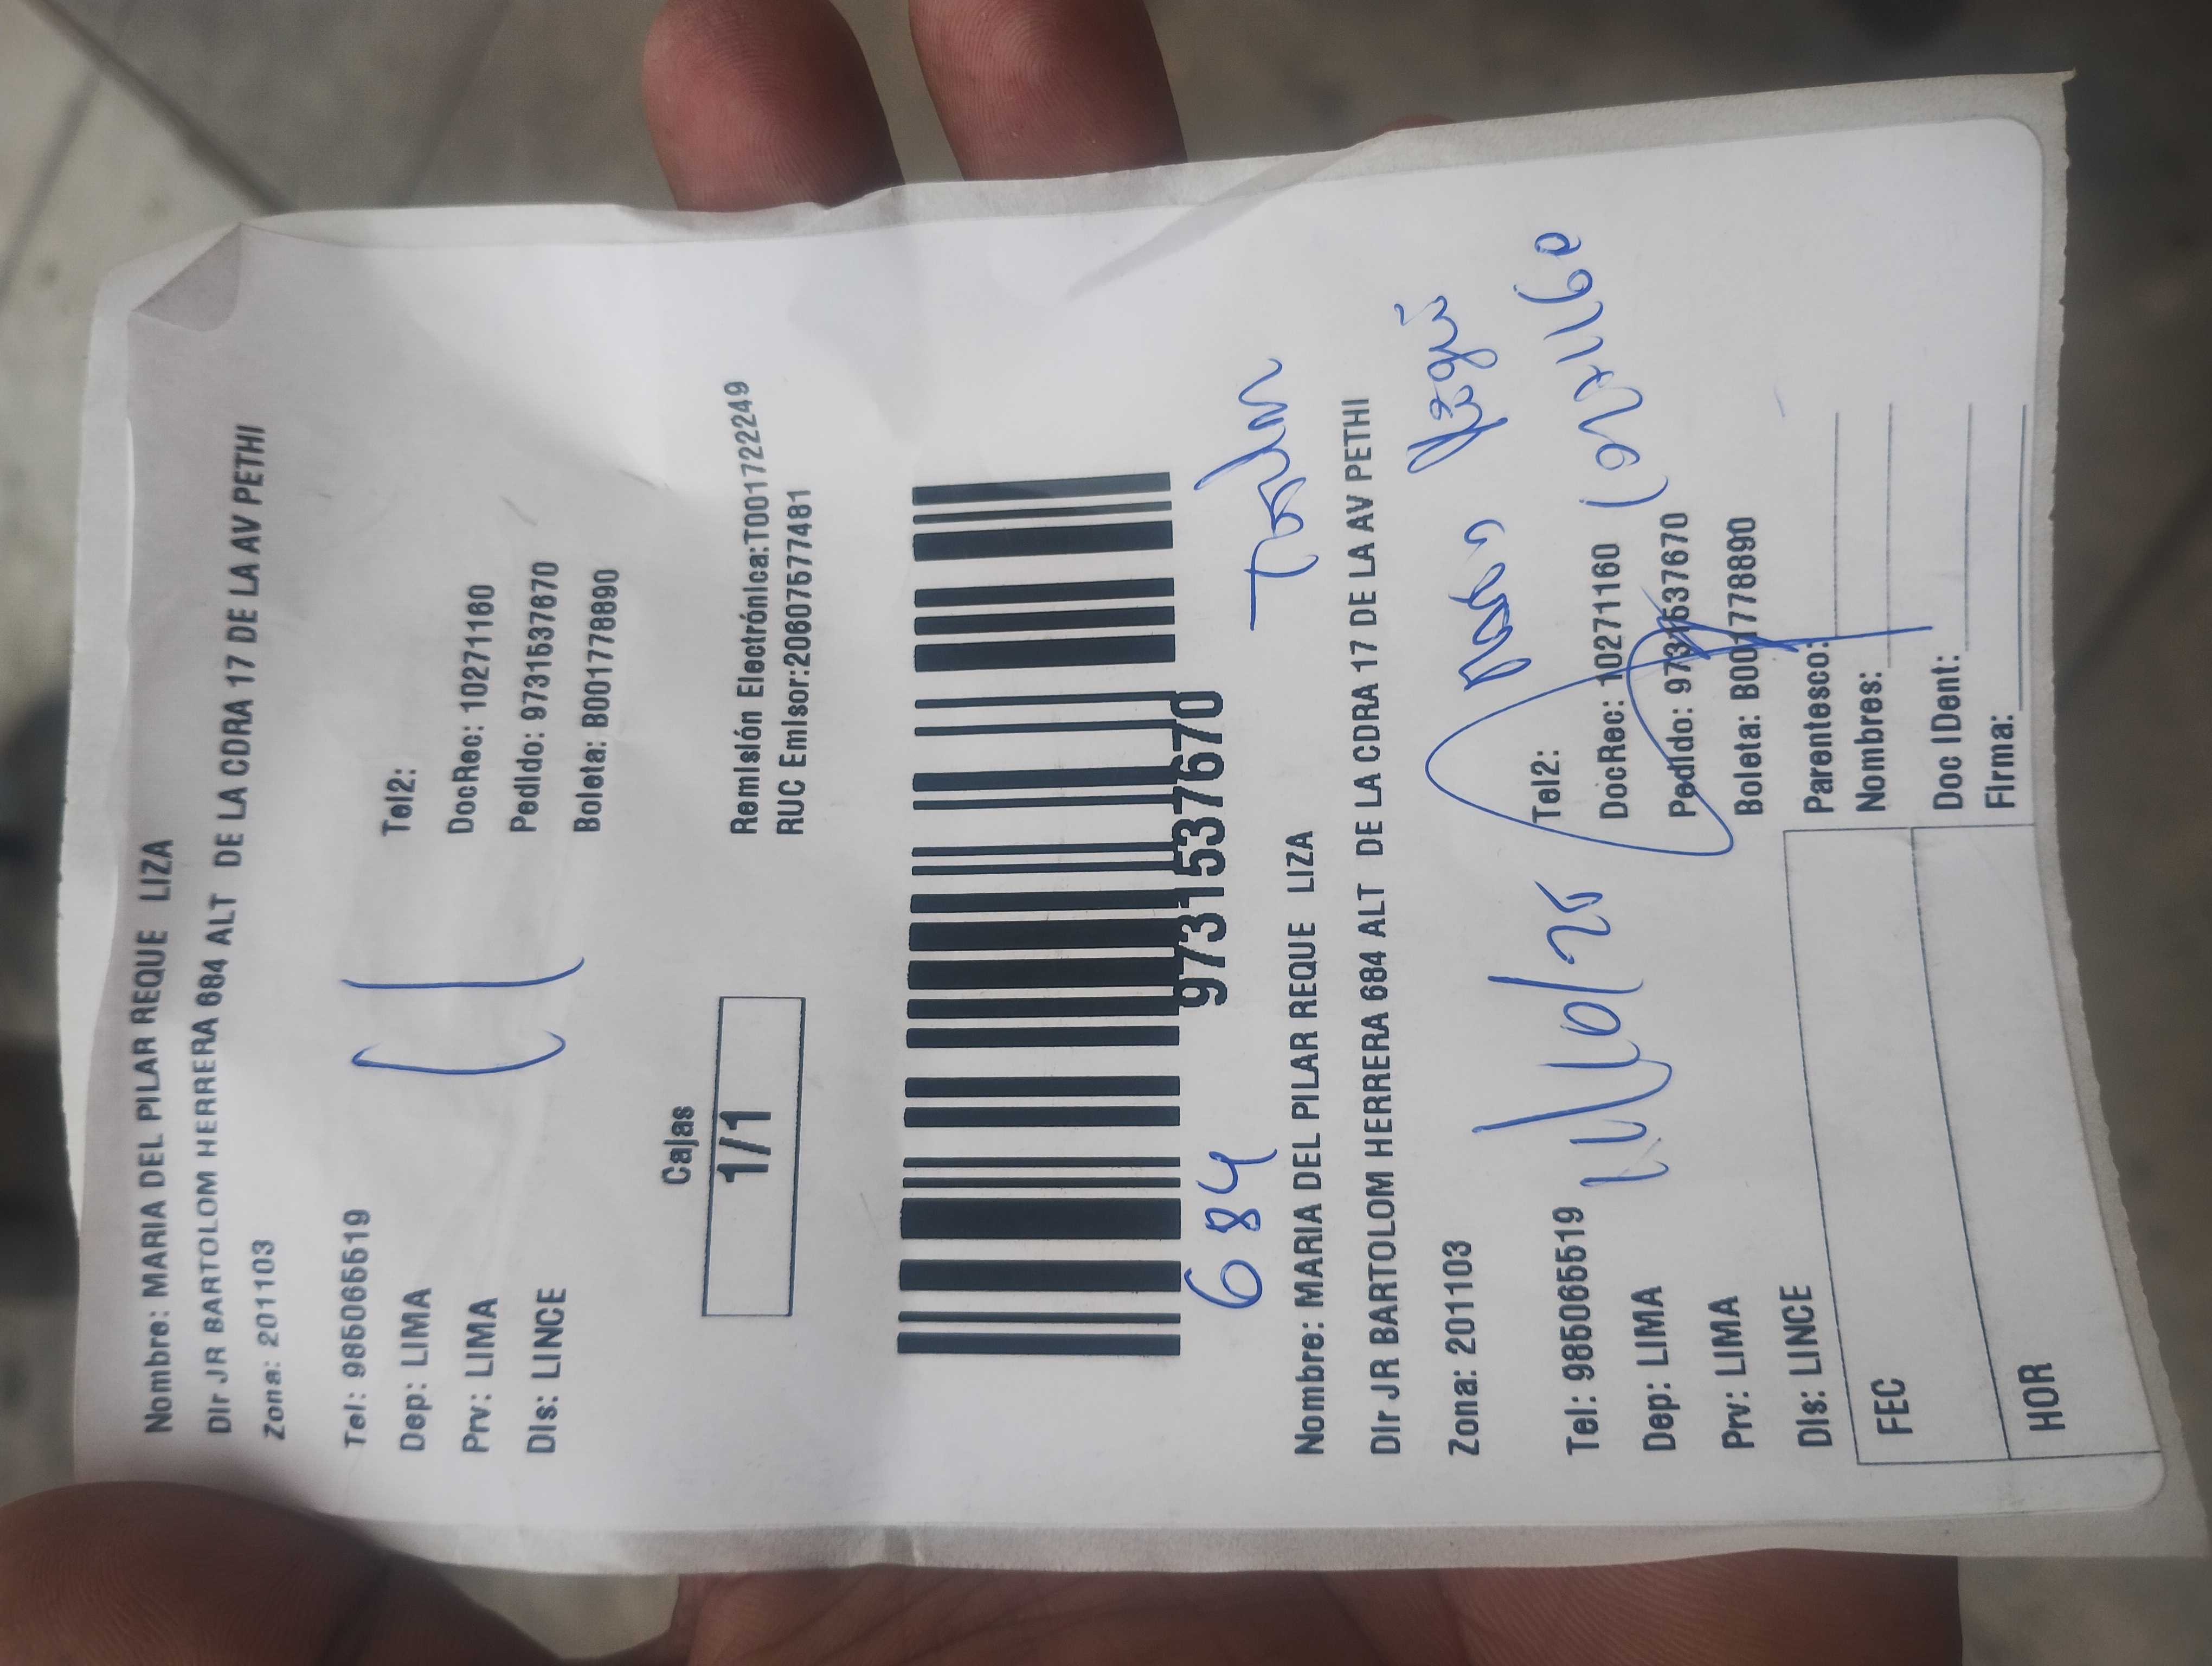 Nombre: MARIA DEL PILAR REQUE LIZA
DIr JR BARTOLOM HERRERA 684 ALT DE LA CDRA 17 DE LA AV PETHI
Zona: 201103
Tel: 985065519 Tel2:
Dep: LIMA DocRec: 10271160
Prv: LIMA Pedido: 9731537670
Dis: LINCE Boleta: B001778890
Cajas
1/1
Remisión Electrónica:T001722249
RUC Emisor:20607577481
9731537670
684
Nombre: MARIA DEL PILAR REQUE LIZA
DIr JR BARTOLOM HERRERA 684 ALT DE LA CDRA 17 DE LA AV PETHI
Zona: 201103
Tel: 985065519 Tel2:
Dep: LIMA DocRec: 10271160
Prv: LIMA Pedido: 9731537670
Dis: LINCE Boleta: B001778890
Parentesco:
FEC Nombres:
Doc IDent:
HOR Firma: